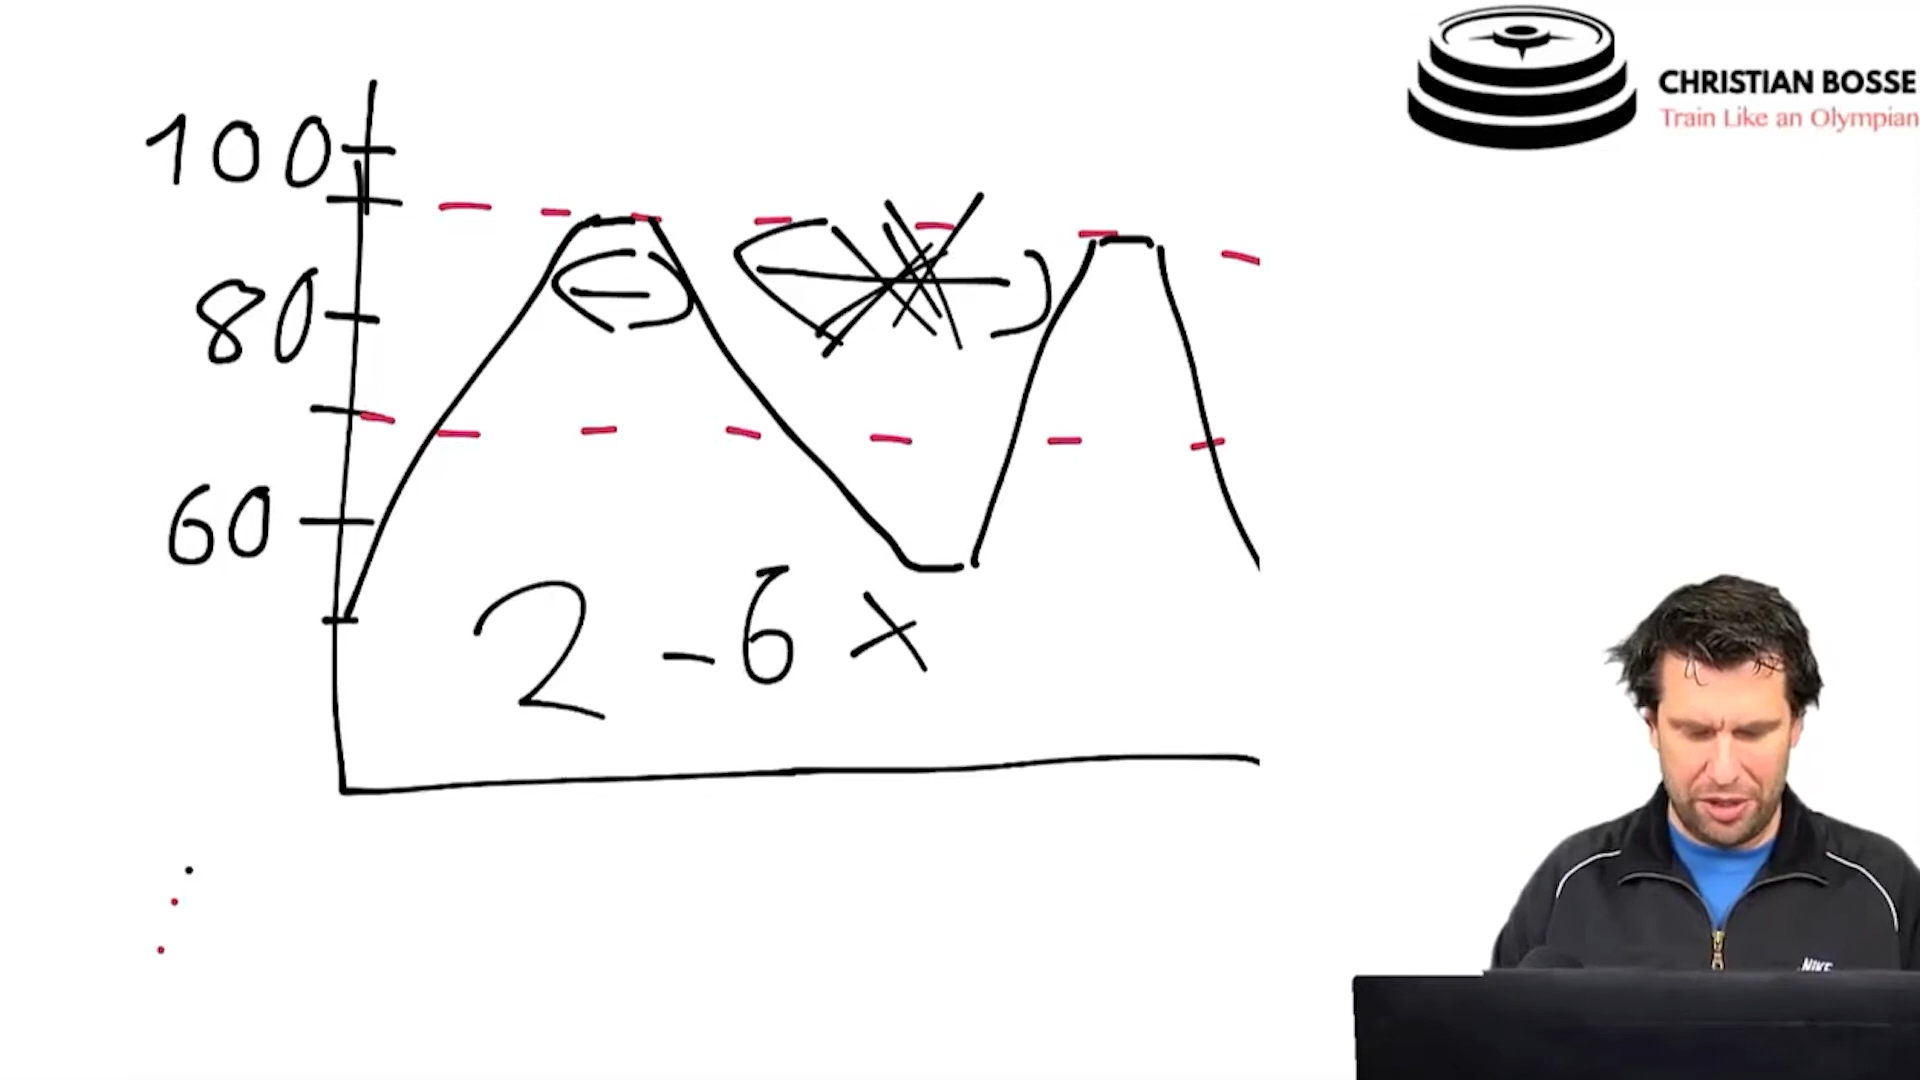 CHRISTIAN BOSSE
Train Like an Olympian
100
80
60
2 - 6 x
NIKE